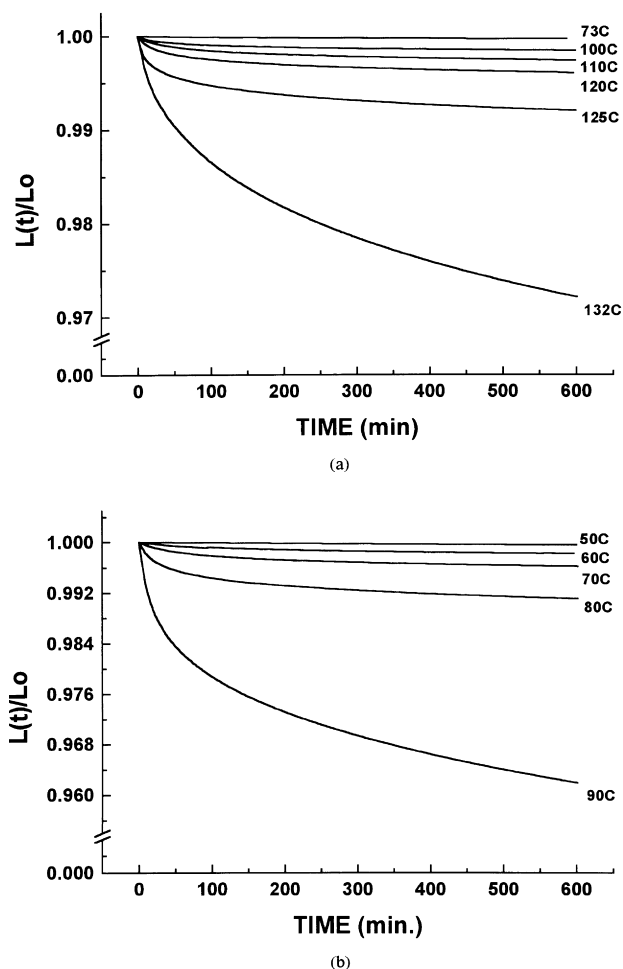 1.00
0.99
0.98
0.97
0.00
L(t)/Lo
73C
100C
110C
120C
125C
132C
0 100 200 300 400 500 600
TIME (min)
(a)
1.000
0.992
0.984
0.976
0.968
0.960
0.000
L(t)/Lo
50C
60C
70C
80C
90C
0 100 200 300 400 500 600
TIME (min.)
(b)